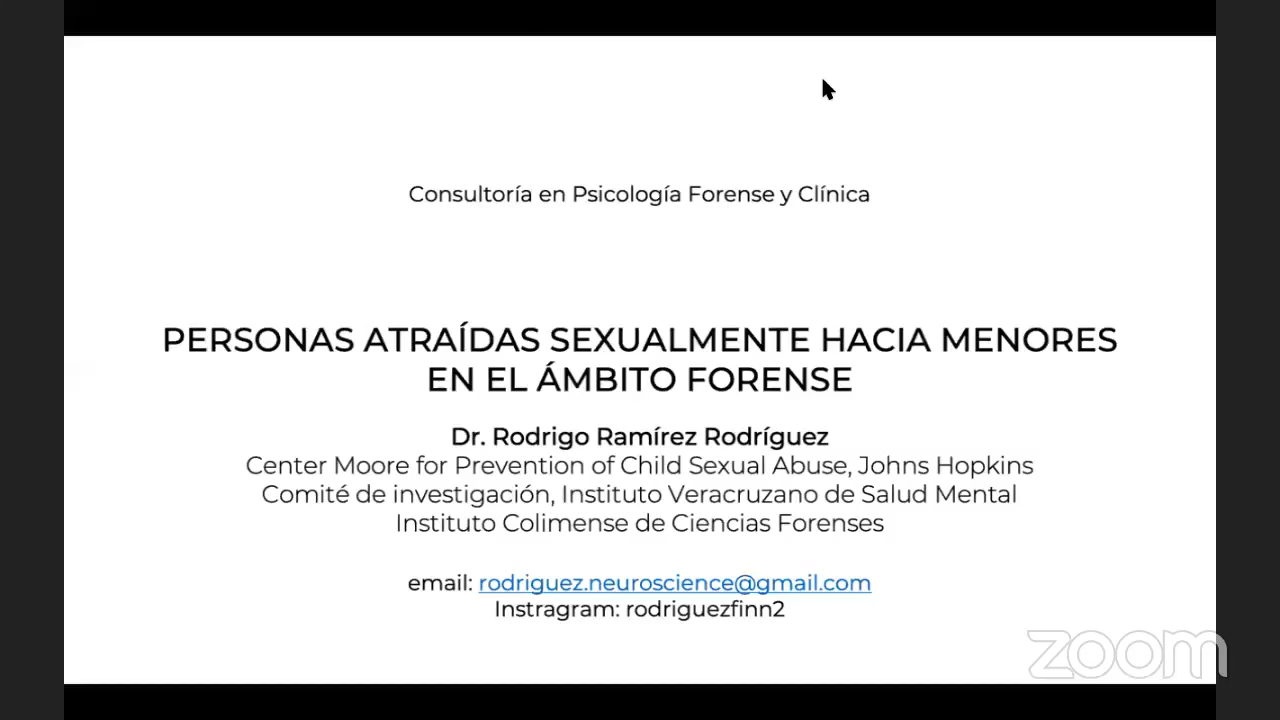 Consultoría en Psicología Forense y Clínica
PERSONAS ATRAÍDAS SEXUALMENTE HACIA MENORES
EN EL ÁMBITO FORENSE
Dr. Rodrigo Ramírez Rodríguez
Center Moore for Prevention of Child Sexual Abuse, Johns Hopkins
Comité de investigación, Instituto Veracruzano de Salud Mental
Instituto Colimense de Ciencias Forenses
email: rodriguez.neuroscience@gmail.com
Instragram: rodriguezfinn2
zoom